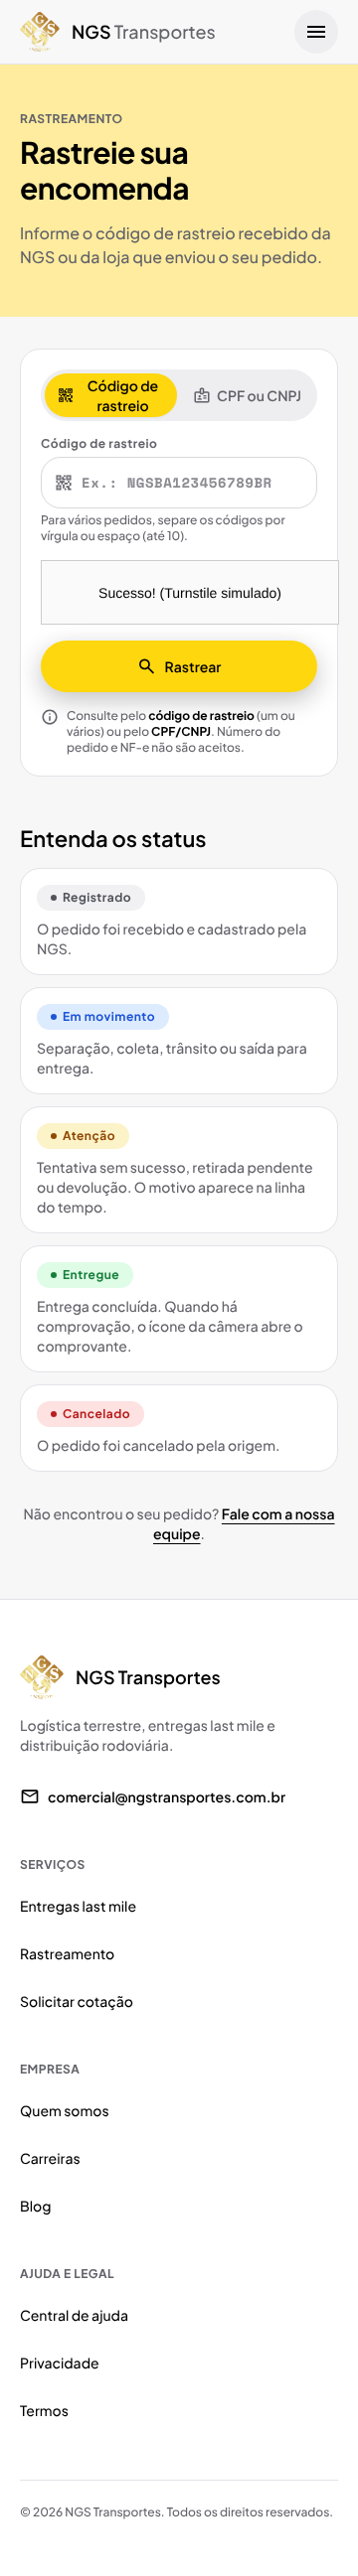 NGS Transportes
RASTREAMENTO
Rastreie sua
encomenda
Informe o código de rastreio recebido da
NGS ou da loja que enviou o seu pedido.
Código de
rastreio
CPF ou CNPJ
Código de rastreio
Ex.: NGSBA123456789BR
Para vários pedidos, separe os códigos por
vírgula ou espaço (até 10).
Sucesso! (Turnstile simulado)
Rastrear
Consulte pelo código de rastreio (um ou
vários) ou pelo CPF/CNPJ. Número do
pedido e NF-e não são aceitos.
Entenda os status
Registrado
O pedido foi recebido e cadastrado pela
NGS.
Em movimento
Separação, coleta, trânsito ou saída para
entrega.
Atenção
Tentativa sem sucesso, retirada pendente
ou devolução. O motivo aparece na linha
do tempo.
Entregue
Entrega concluída. Quando há
comprovação, o ícone da câmera abre o
comprovante.
Cancelado
O pedido foi cancelado pela origem.
Não encontrou o seu pedido? Fale com a nossa
equipe.
NGS Transportes
Logística terrestre, entregas last mile e
distribuição rodoviária.
comercial@ngstransportes.com.br
SERVIÇOS
Entregas last mile
Rastreamento
Solicitar cotação
EMPRESA
Quem somos
Carreiras
Blog
AJUDA E LEGAL
Central de ajuda
Privacidade
Termos
© 2026 NGS Transportes. Todos os direitos reservados.